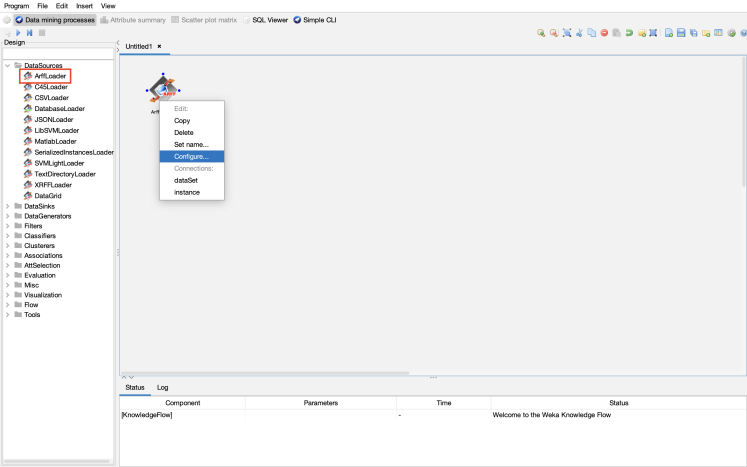 Program File Edit Insert View
Data mining processes Attribute summary Scatter plot matrix SQL Viewer Simple CLI
Design
Untitled1
DataSources
ArffLoader
C45Loader
CSVLoader
DatabaseLoader
JSONLoader
LibSVMLoader
MatlabLoader
SerializedInstancesLoader
SVMLightLoader
TextDirectoryLoader
XRFFLoader
DataGrid
DataSinks
DataGenerators
Filters
Classifiers
Clusterers
Associations
AttSelection
Evaluation
Misc
Visualization
Flow
Tools
Edit:
Copy
Delete
Set name...
Configure...
Connections:
dataSet
instance
Status Log
Component Parameters Time Status
[KnowledgeFlow] - Welcome to the Weka Knowledge Flow